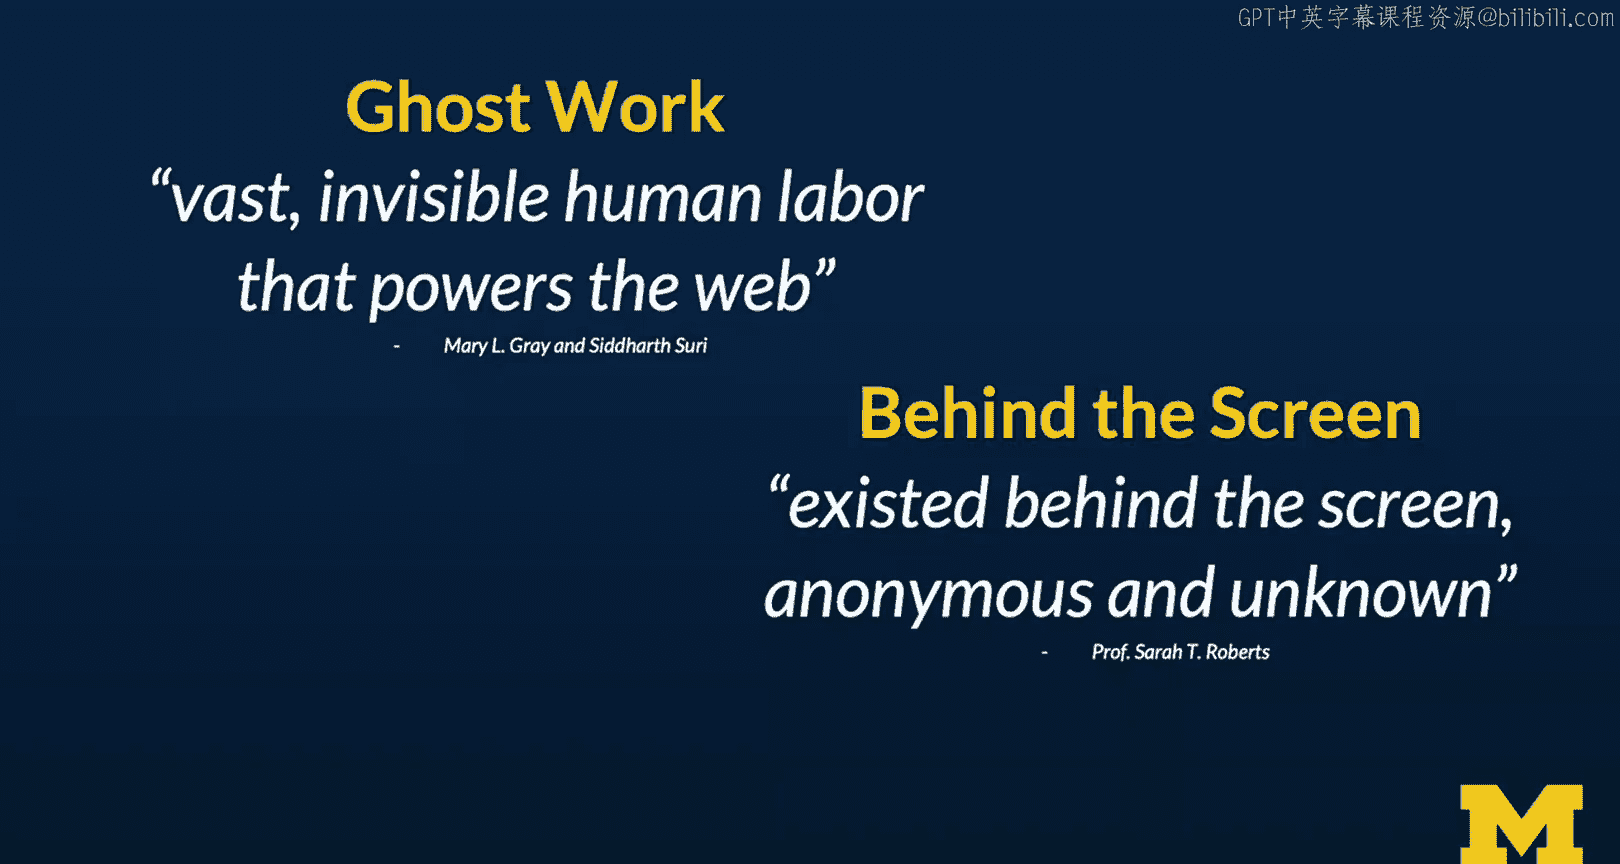 GPT中英字幕课程资源@bilibili.com
Ghost Work
“vast, invisible human labor
that powers the web”
- Mary L. Gray and Siddharth Suri
Behind the Screen
“existed behind the screen,
anonymous and unknown”
- Prof. Sarah T. Roberts
M